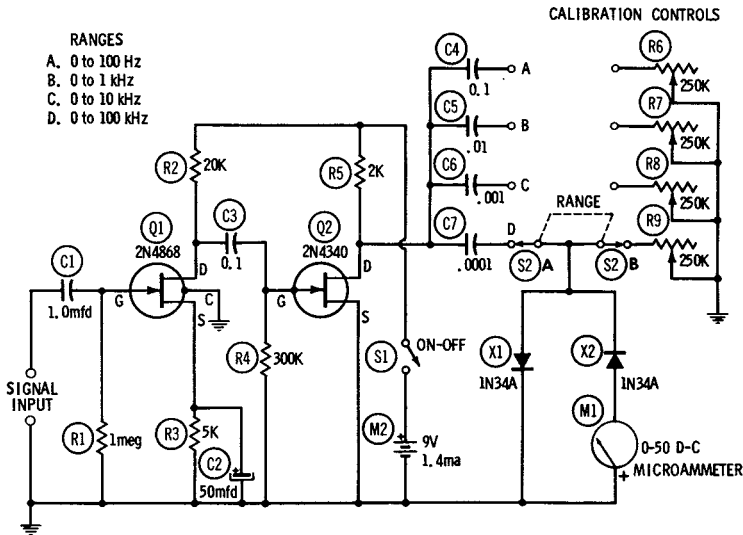 CALIBRATION CONTROLS
RANGES
A. 0 to 100 Hz
B. 0 to 1 kHz
C. 0 to 10 kHz
D. 0 to 100 kHz
C4
A
0.1
R6
250K
C5
B
.01
R7
250K
C6
C
.001
R8
250K
RANGE
C7
D
.0001
S2 A
S2 B
R9
250K
R2
20K
R5
2K
Q1
2N4868
C3
0.1
Q2
2N4340
C1
1.0mfd
G
D
C
S
G
D
S
R4
300K
S1
ON-OFF
X1
1N34A
X2
1N34A
SIGNAL
INPUT
R1
1meg
R3
5K
C2
50mfd
M2
+
9V
1.4ma
M1
0-50 D-C
MICROAMMETER
+